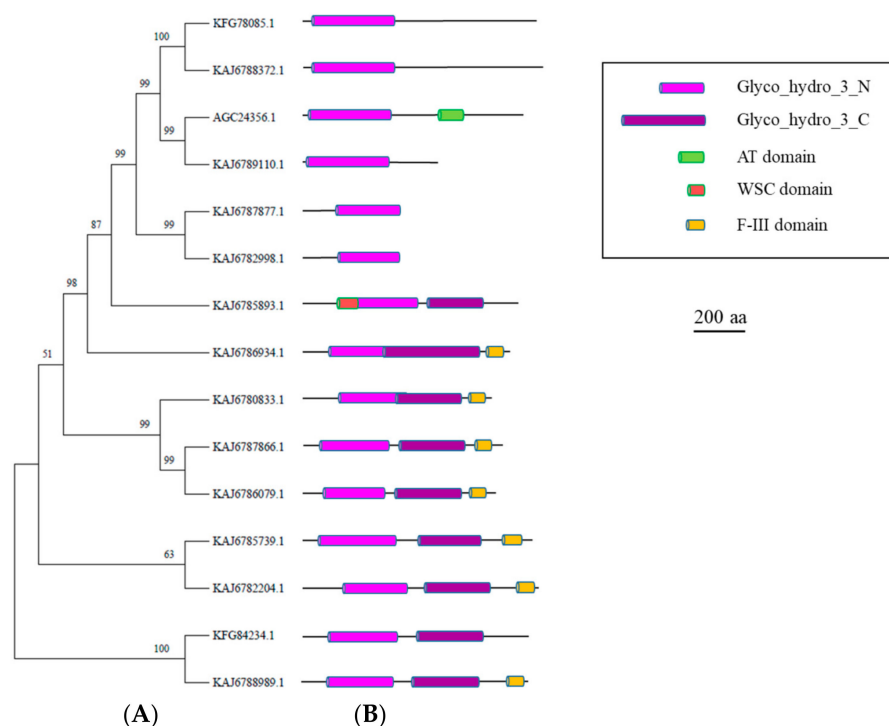 KFG78085.1
100
KAJ6788372.1
99
AGC24356.1
99
KAJ6789110.1
99
KAJ6787877.1
99
KAJ6782998.1
87
KAJ6785893.1
98
KAJ6786934.1
51
KAJ6780833.1
99
KAJ6787866.1
99
KAJ6786079.1
KAJ6785739.1
63
KAJ6782204.1
KFG84234.1
100
KAJ6788989.1
(A) (B)
Glyco_hydro_3_N
Glyco_hydro_3_C
AT domain
WSC domain
F-III domain
200 aa